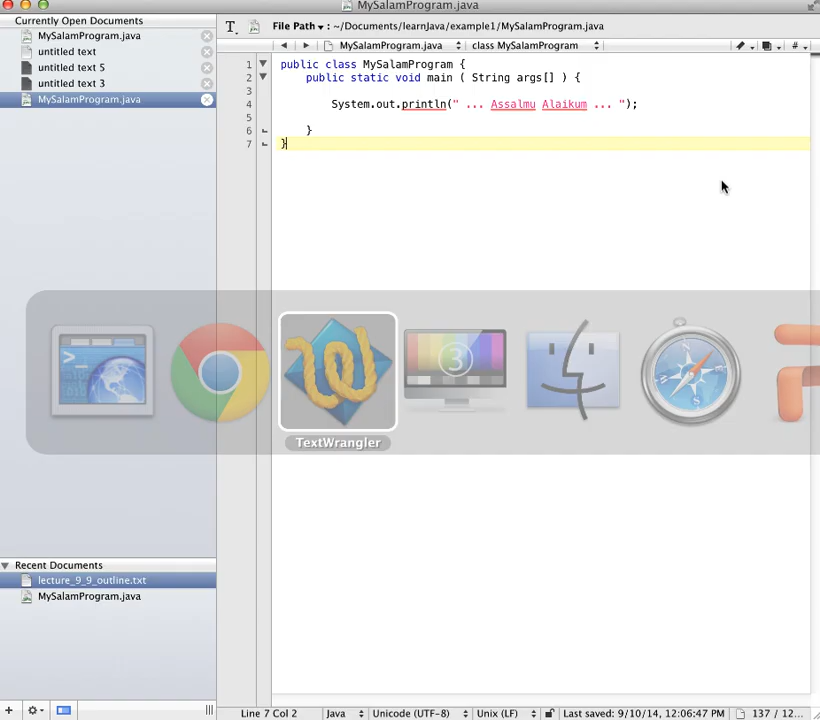 MySalamProgram.java
Currently Open Documents
MySalamProgram.java
untitled text
untitled text 5
untitled text 3
MySalamProgram.java
File Path : ~/Documents/learnJava/example1/MySalamProgram.java
MySalamProgram.java class MySalamProgram #
1 public class MySalamProgram {
2 public static void main ( String args[] ) {
3
4 System.out.println(" ... Assalmu Alaikum ... ");
5
6 }
7 }
3
TextWrangler
Recent Documents
lecture_9_9_outline.txt
MySalamProgram.java
Line 7 Col 2 Java Unicode (UTF-8) Unix (LF) Last saved: 9/10/14, 12:06:47 PM 137 / 12...